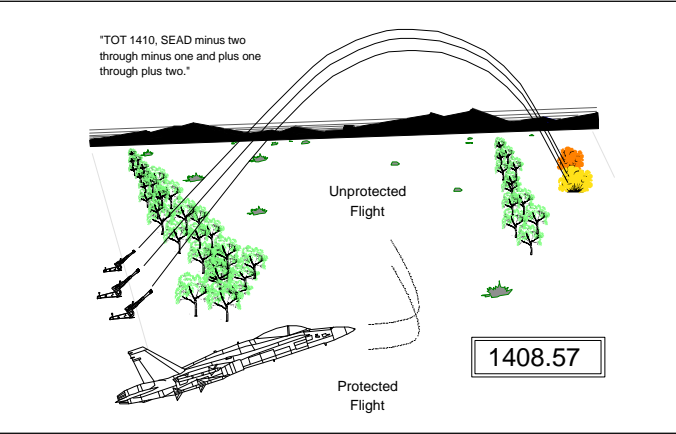 "TOT 1410, SEAD minus two
through minus one and plus one
through plus two."
Unprotected
Flight
1408.57
Protected
Flight